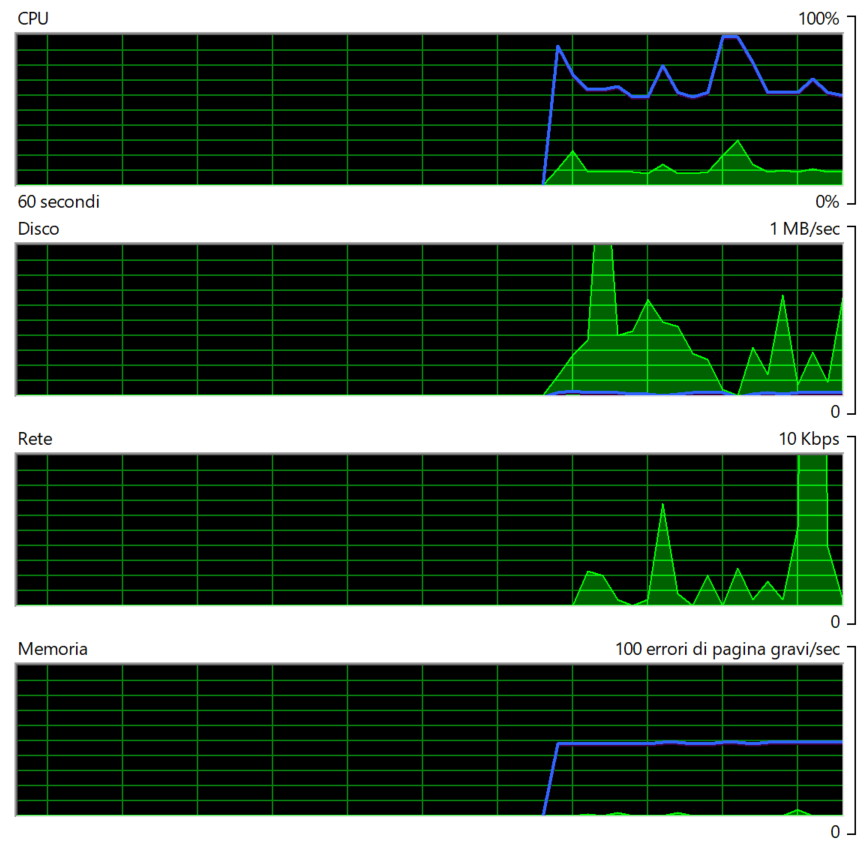 CPU 100%
60 secondi 0%
Disco 1 MB/sec
0
Rete 10 Kbps
0
Memoria 100 errori di pagina gravi/sec
0